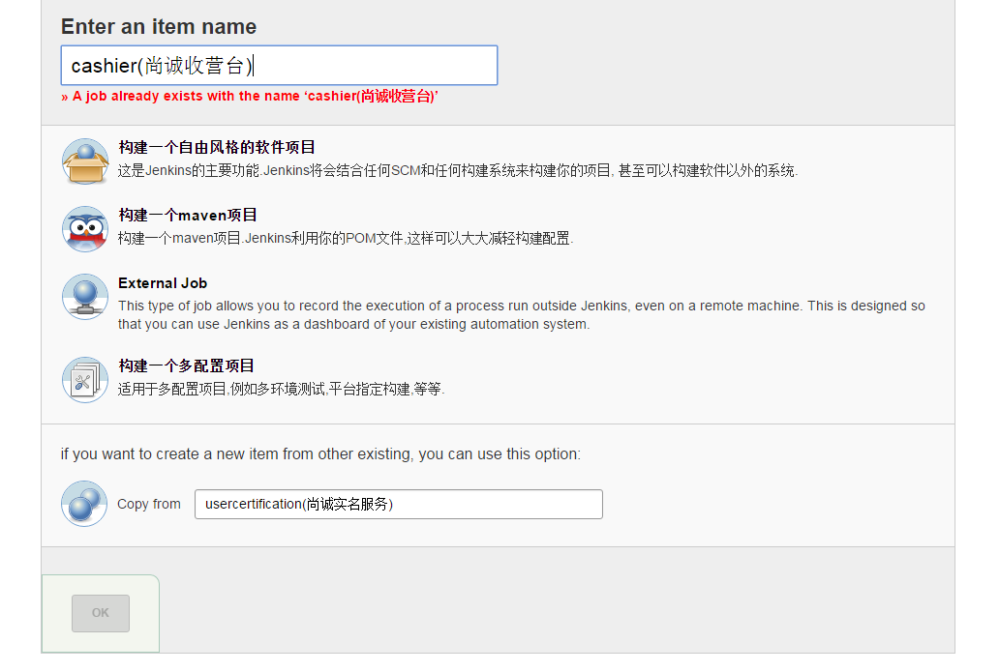 Enter an item name
cashier(尚诚收营台)
» A job already exists with the name ‘cashier(尚诚收营台)’
构建一个自由风格的软件项目
这是Jenkins的主要功能.Jenkins将会结合任何SCM和任何构建系统来构建你的项目, 甚至可以构建软件以外的系统.
构建一个maven项目
构建一个maven项目.Jenkins利用你的POM文件,这样可以大大减轻构建配置.
External Job
This type of job allows you to record the execution of a process run outside Jenkins, even on a remote machine. This is designed so
that you can use Jenkins as a dashboard of your existing automation system.
构建一个多配置项目
适用于多配置项目,例如多环境测试,平台指定构建,等等.
if you want to create a new item from other existing, you can use this option:
Copy from
usercertification(尚诚实名服务)
OK